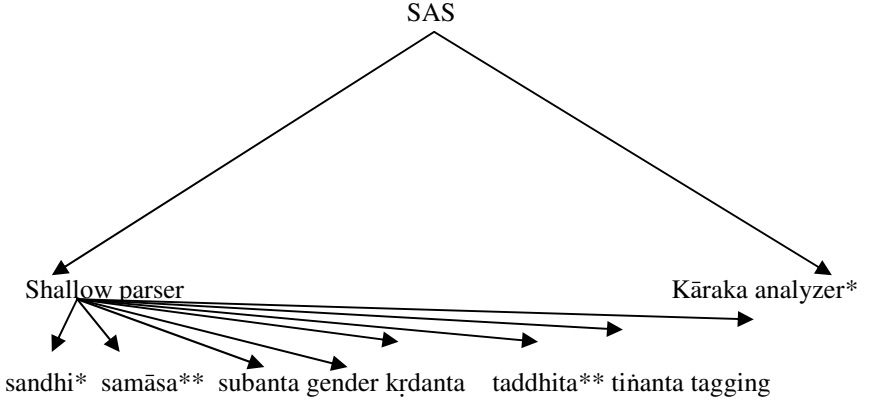 SAS
Shallow parser Kāraka analyzer*
sandhi* samāsa** subanta gender kṛdanta taddhita** tiṅanta tagging